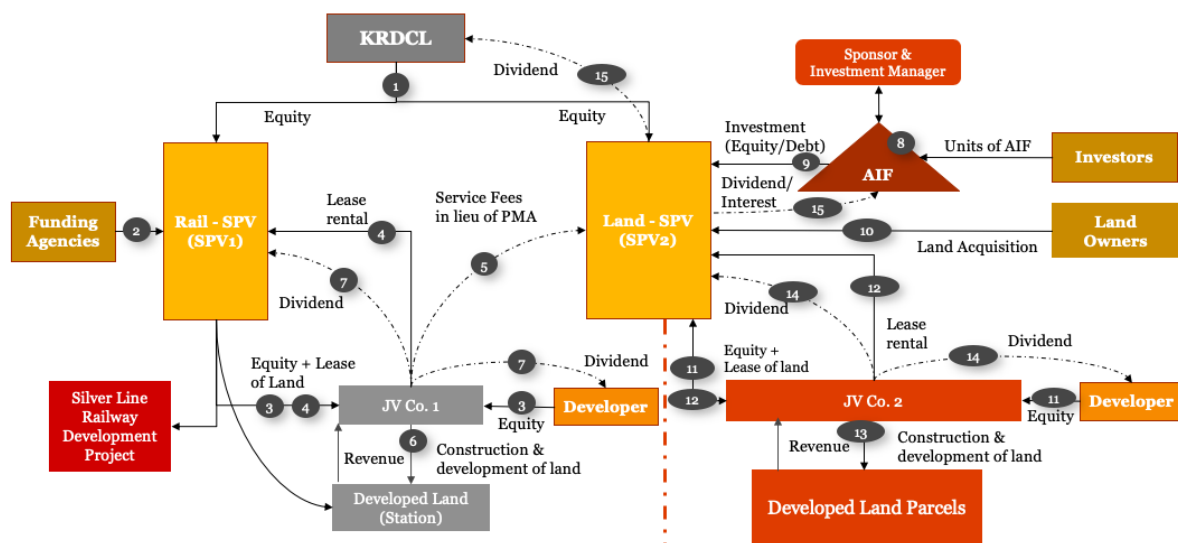 KRDCL
Dividend
15
1
Equity
Equity
Sponsor &
Investment Manager
8
AIF
Units of AIF
Investors
Investment
(Equity/Debt)
9
Dividend/
Interest
15
Funding
Agencies
2
Rail - SPV
(SPV1)
Lease
rental
4
Service Fees
in lieu of PMA
5
Land - SPV
(SPV2)
10
Land Acquisition
Land
Owners
7
Dividend
12
14
Dividend
Lease
rental
Equity + Lease
of Land
3
4
7
Dividend
Equity +
Lease of land
11
12
14
Dividend
Silver Line
Railway
Development
Project
JV Co. 1
3
Equity
Developer
JV Co. 2
11
Equity
Developer
Revenue
6
Construction &
development of land
Revenue
13
Construction &
development of land
Developed Land
(Station)
Developed Land Parcels